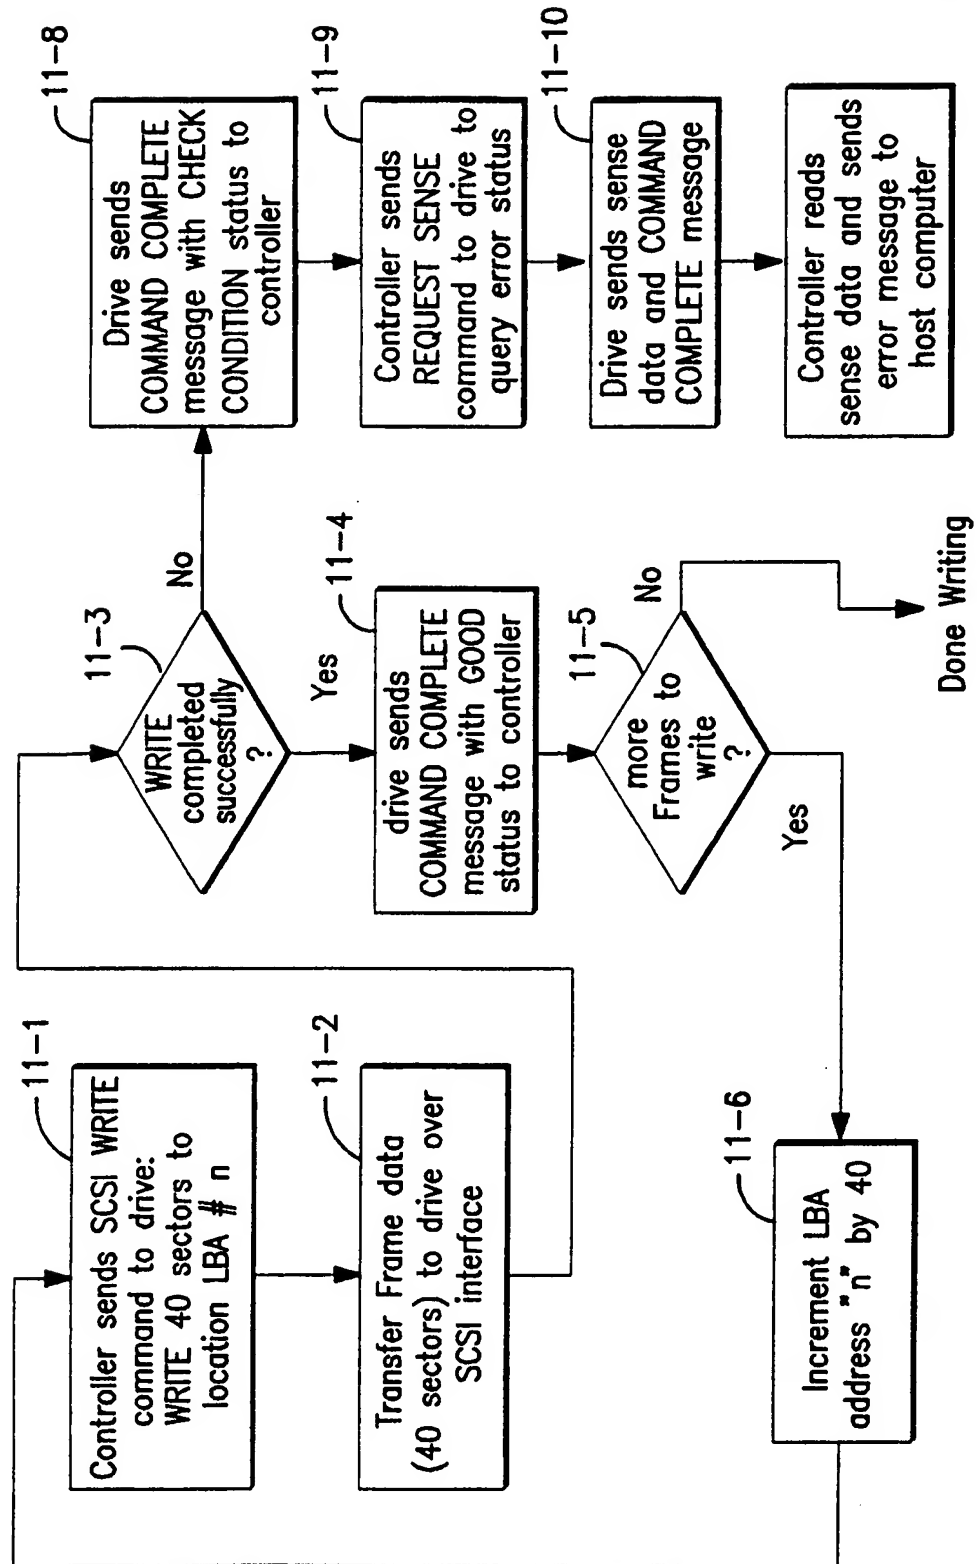 11-1
Controller sends SCSI WRITE
command to drive:
WRITE 40 sectors to
location LBA # n
11-2
Transfer Frame data
(40 sectors) to drive over
SCSI interface
11-3
WRITE
completed
successfully
?
No
Yes
11-4
drive sends
COMMAND COMPLETE
message with GOOD
status to controller
11-5
more
Frames to
write
?
No
Yes
Done Writing
11-6
Increment LBA
address "n" by 40
11-8
Drive sends
COMMAND COMPLETE
message with CHECK
CONDITION status to
controller
11-9
Controller sends
REQUEST SENSE
command to drive to
query error status
11-10
Drive sends sense
data and COMMAND
COMPLETE message
Controller reads
sense data and sends
error message to
host computer